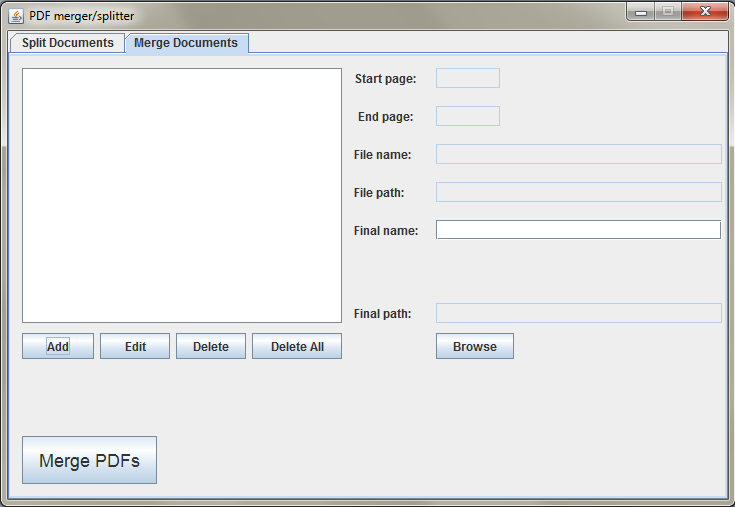 PDF merger/splitter
Split Documents Merge Documents
Start page:
End page:
File name:
File path:
Final name:
Final path:
Add Edit Delete Delete All Browse
Merge PDFs